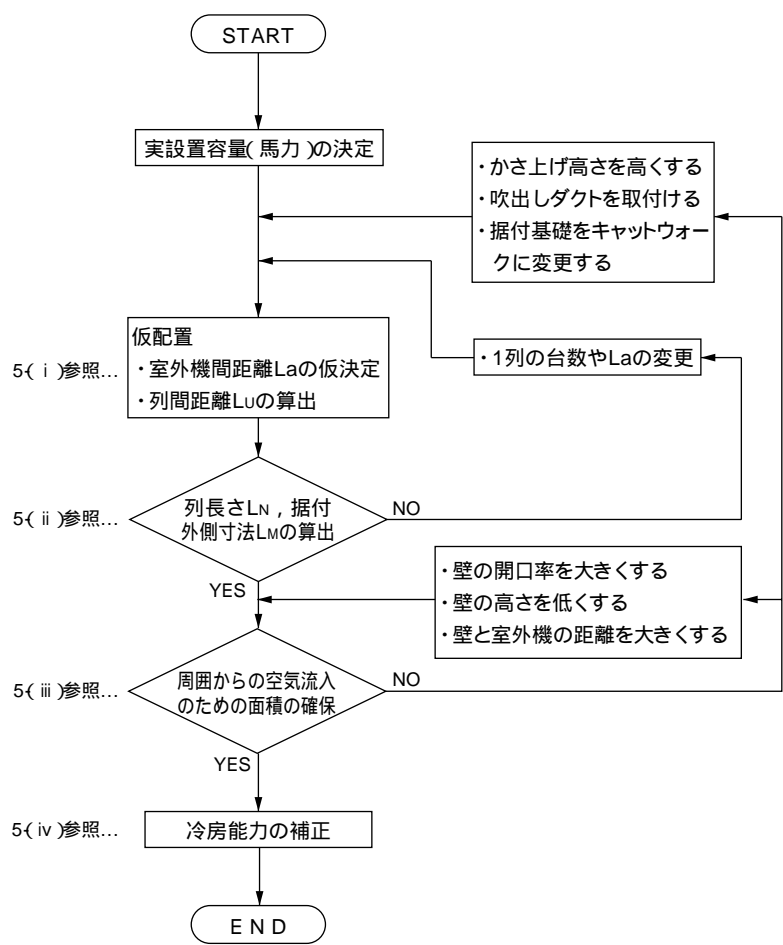 START
実設置容量(馬力)の決定
・かさ上げ高さを高くする
・吹出しダクトを取付ける
・据付基礎をキャットウォー
クに変更する
仮配置
・室外機間距離Laの仮決定
・列間距離LUの算出
5-(ⅰ)参照…
・1列の台数やLaの変更
列長さLN,据付
外側寸法LMの算出
5-(ⅱ)参照…
NO
YES
・壁の開口率を大きくする
・壁の高さを低くする
・壁と室外機の距離を大きくする
周囲からの空気流入
のための面積の確保
5-(ⅲ)参照…
NO
YES
5-(ⅳ)参照…
冷房能力の補正
END